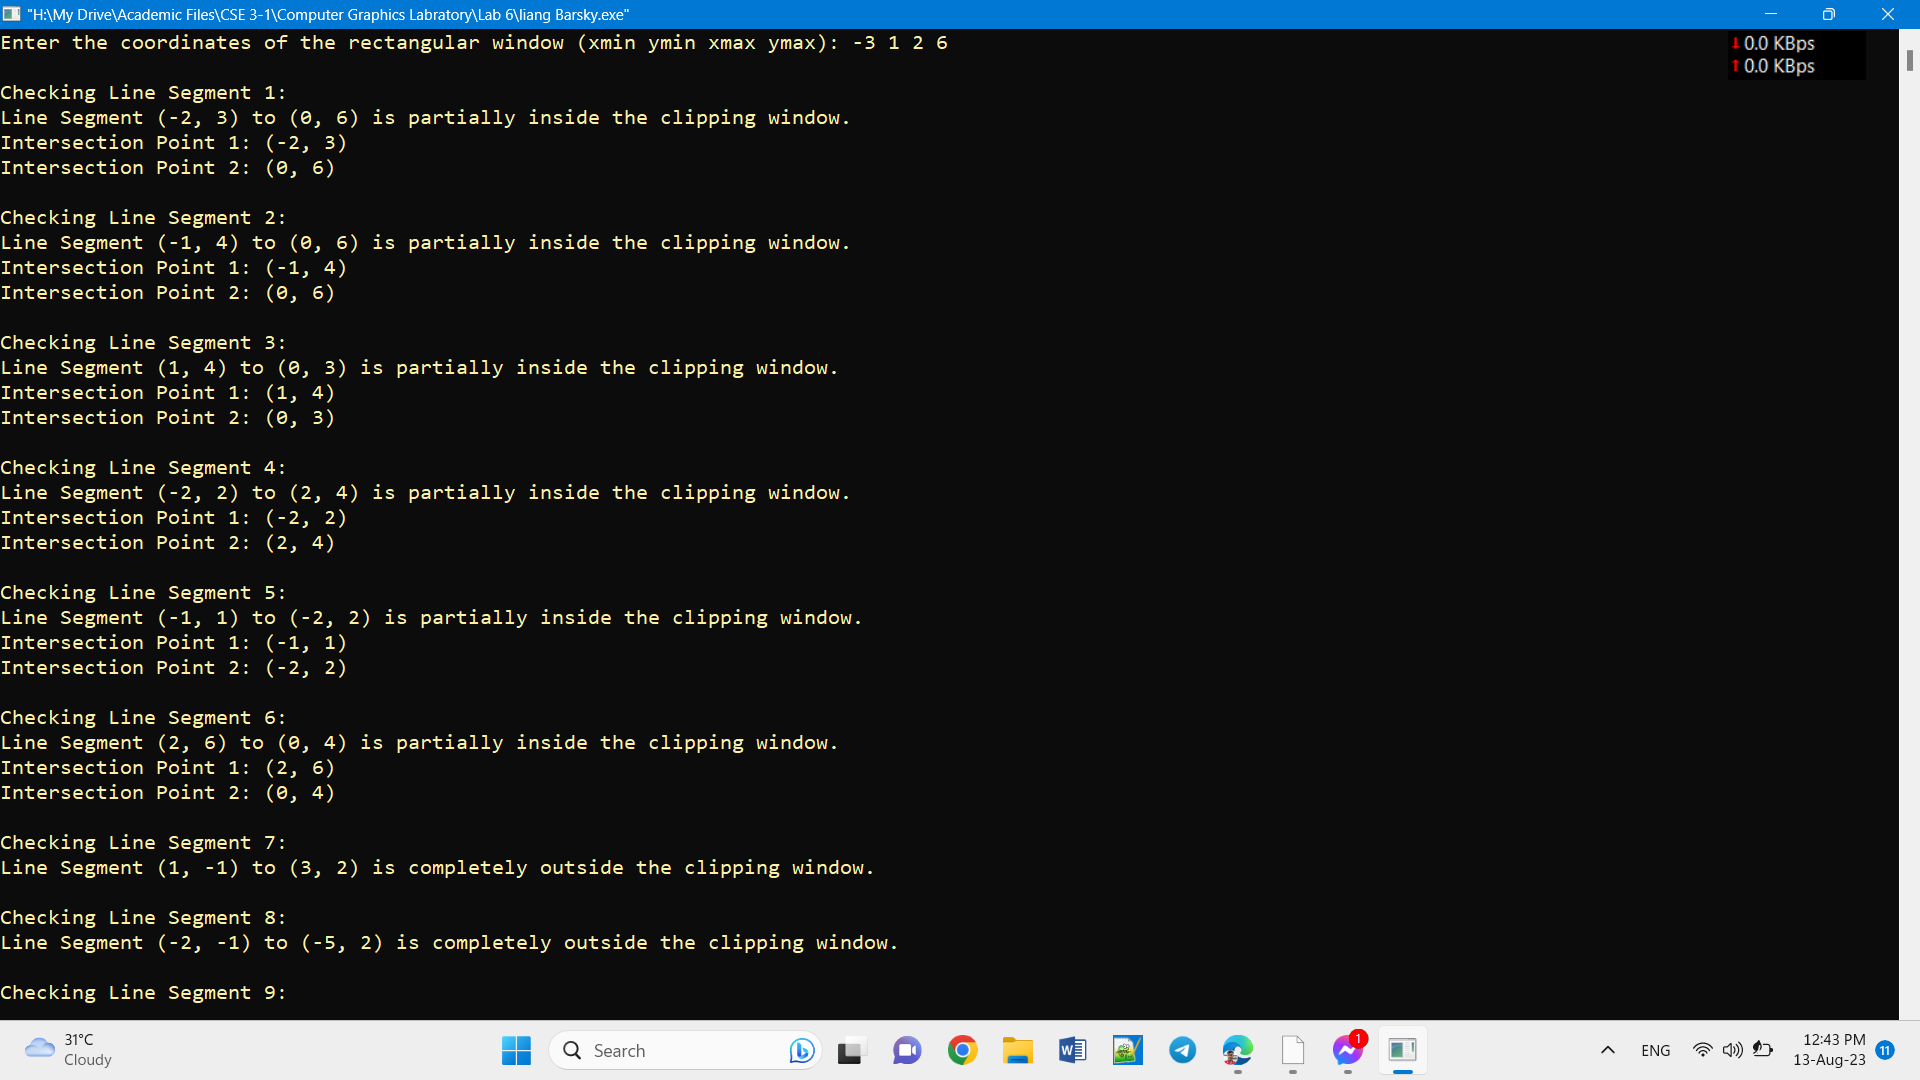 "H:\My Drive\Academic Files\CSE 3-1\Computer Graphics Labratory\Lab 6\liang Barsky.exe"
Enter the coordinates of the rectangular window (xmin ymin xmax ymax): -3 1 2 6
0.0 KBps
0.0 KBps
Checking Line Segment 1:
Line Segment (-2, 3) to (0, 6) is partially inside the clipping window.
Intersection Point 1: (-2, 3)
Intersection Point 2: (0, 6)
Checking Line Segment 2:
Line Segment (-1, 4) to (0, 6) is partially inside the clipping window.
Intersection Point 1: (-1, 4)
Intersection Point 2: (0, 6)
Checking Line Segment 3:
Line Segment (1, 4) to (0, 3) is partially inside the clipping window.
Intersection Point 1: (1, 4)
Intersection Point 2: (0, 3)
Checking Line Segment 4:
Line Segment (-2, 2) to (2, 4) is partially inside the clipping window.
Intersection Point 1: (-2, 2)
Intersection Point 2: (2, 4)
Checking Line Segment 5:
Line Segment (-1, 1) to (-2, 2) is partially inside the clipping window.
Intersection Point 1: (-1, 1)
Intersection Point 2: (-2, 2)
Checking Line Segment 6:
Line Segment (2, 6) to (0, 4) is partially inside the clipping window.
Intersection Point 1: (2, 6)
Intersection Point 2: (0, 4)
Checking Line Segment 7:
Line Segment (1, -1) to (3, 2) is completely outside the clipping window.
Checking Line Segment 8:
Line Segment (-2, -1) to (-5, 2) is completely outside the clipping window.
Checking Line Segment 9:
31°C
Cloudy
Search
1
ENG
12:43 PM
13-Aug-23
11